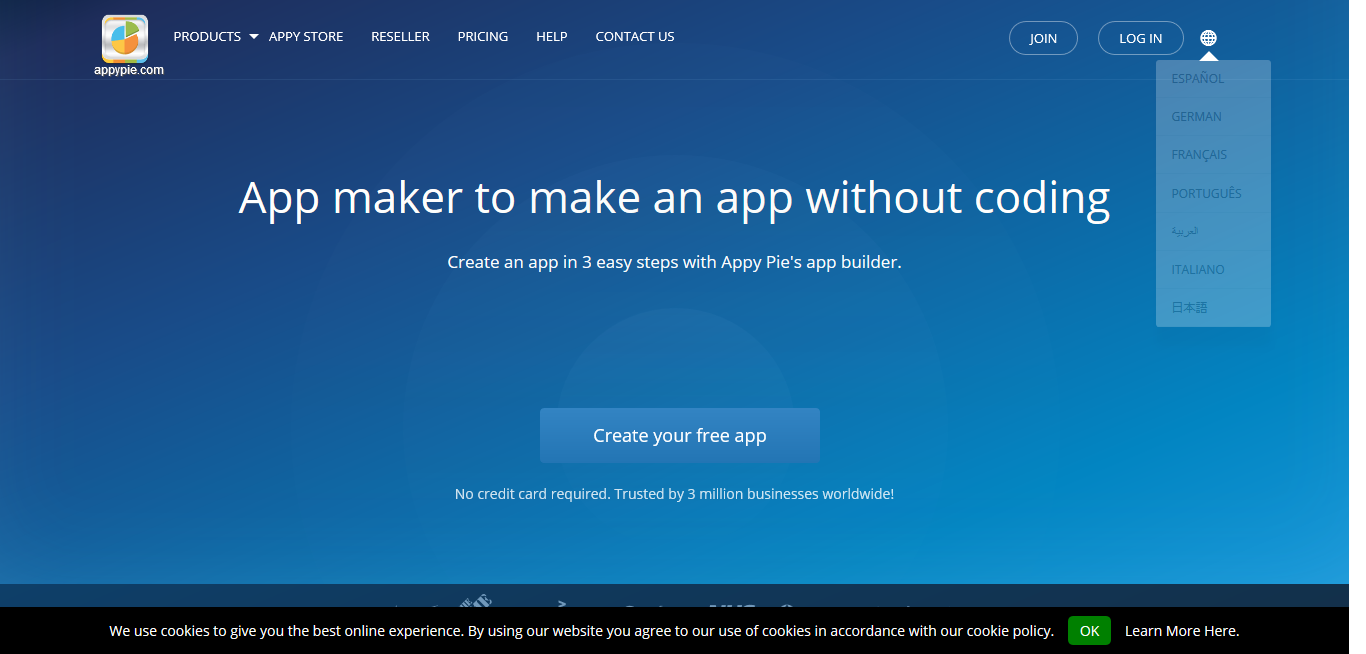 appypie.com
PRODUCTS
APPY STORE
RESELLER
PRICING
HELP
CONTACT US
JOIN
LOG IN
ESPAÑOL
GERMAN
FRANÇAIS
PORTUGUÊS
العربية
ITALIANO
日本語
App maker to make an app without coding
Create an app in 3 easy steps with Appy Pie's app builder.
Create your free app
No credit card required. Trusted by 3 million businesses worldwide!
We use cookies to give you the best online experience. By using our website you agree to our use of cookies in accordance with our cookie policy.
OK
Learn More Here.